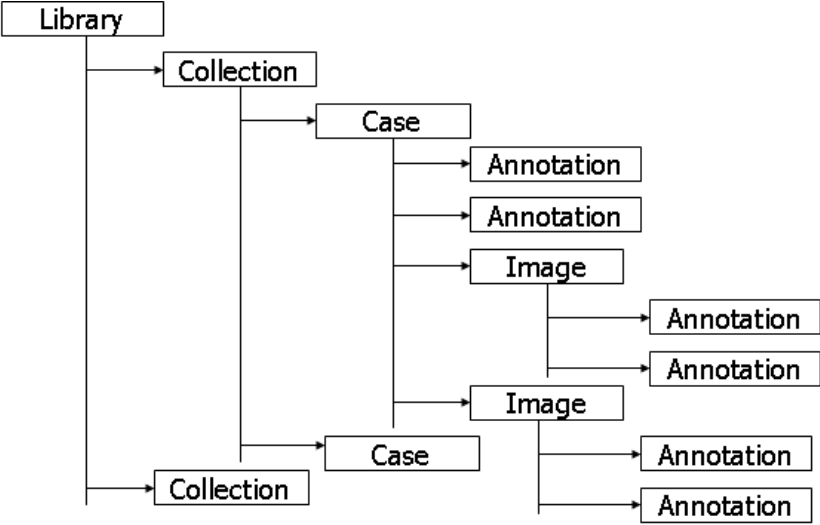 Library
Collection
Case
Annotation
Annotation
Image
Annotation
Annotation
Image
Case
Annotation
Collection
Annotation